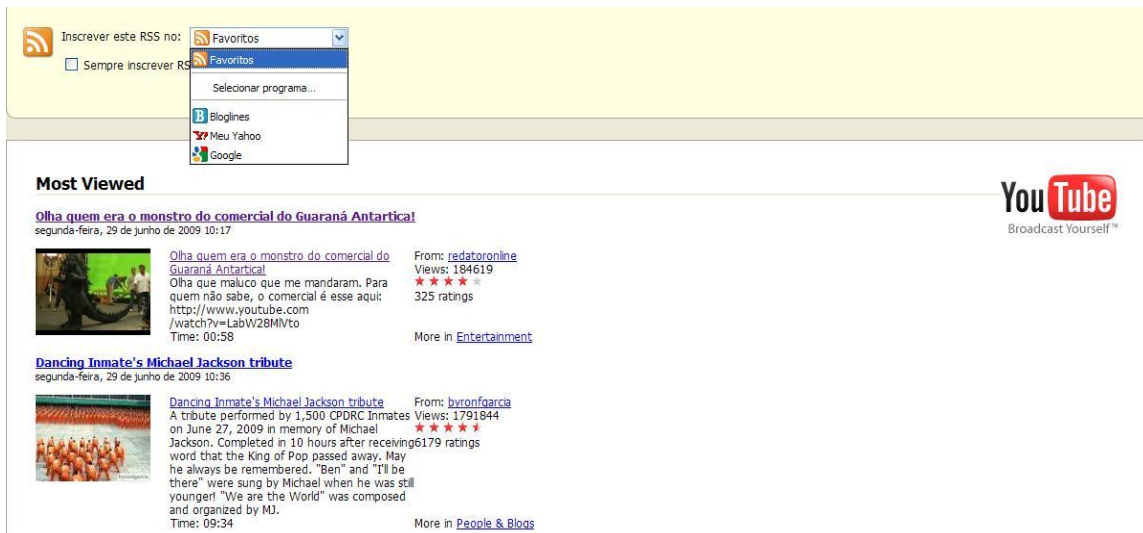 Inscrever este RSS no: Favoritos
Sempre inscrever RS
Favoritos
Selecionar programa...
Bloglines
Meu Yahoo
Google
Most Viewed
You Tube
Broadcast Yourself™
Olha quem era o monstro do comercial do Guaraná Antartica!
segunda-feira, 29 de junho de 2009 10:17
Olha quem era o monstro do comercial do
Guaraná Antartica!
Olha que maluco que me mandaram. Para
quem não sabe, o comercial é esse aqui:
http://www.youtube.com
/watch?v=LabW28MlVto
Time: 00:58
From: redatoronline
Views: 184619
325 ratings
More in Entertainment
Dancing Inmate's Michael Jackson tribute
segunda-feira, 29 de junho de 2009 10:36
byronfgarcia
Dancing Inmate's Michael Jackson tribute
A tribute performed by 1,500 CPDRC Inmates
on June 27, 2009 in memory of Michael
Jackson. Completed in 10 hours after receiving
word that the King of Pop passed away. May
he always be remembered. "Ben" and "I'll be
there" were sung by Michael when he was still
younger! "We are the World" was composed
and organized by MJ.
Time: 09:34
From: byronfgarcia
Views: 1791844
6179 ratings
More in People & Blogs